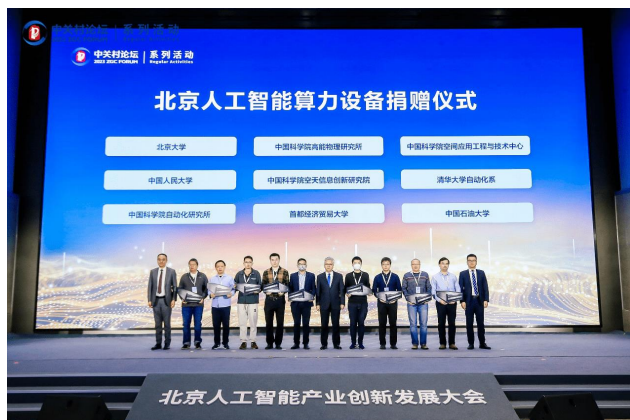 中关村论坛 系列活动
中关村论坛 系列活动
2023 ZGC FORUM Regular Activities
北京人工智能算力设备捐赠仪式
北京大学 中国科学院高能物理研究所 中国科学院空间应用工程与技术中心
中国人民大学 中国科学院空天信息创新研究院 清华大学自动化系
中国科学院自动化研究所 首都经济贸易大学 中国石油大学
北京人工智能产业创新发展大会